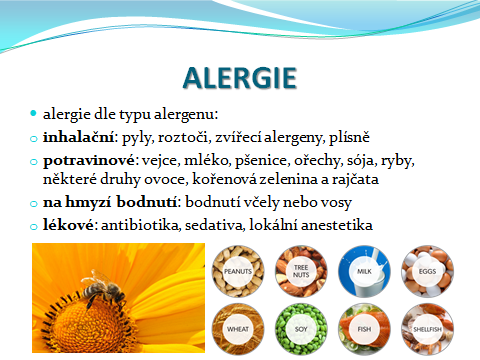 ALERGIE
alergie dle typu alergenu:
inhalační: pyly, roztoči, zvířecí alergeny, plísně
potravinové: vejce, mléko, pšenice, ořechy, sója, ryby,
některé druhy ovoce, kořenová zelenina a rajčata
na hmyzí bodnutí: bodnutí včely nebo vosy
lékové: antibiotika, sedativa, lokální anestetika
PEANUTS
TREE
NUTS
MILK
EGGS
WHEAT
SOY
FISH
SHELLFISH